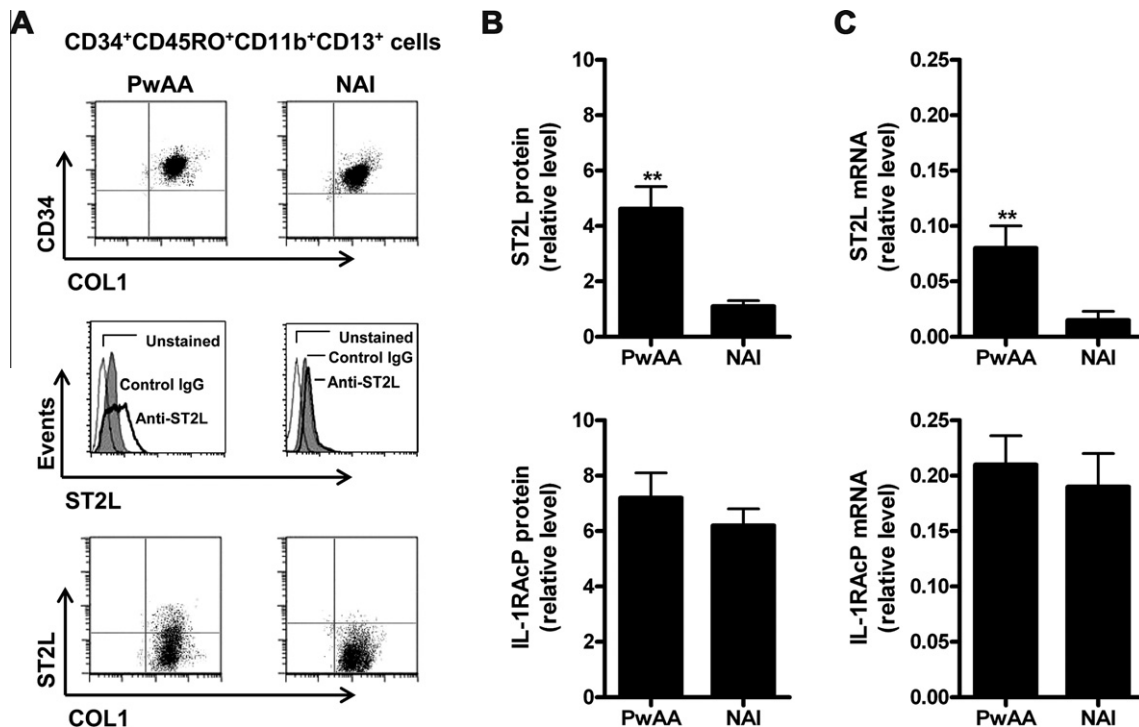 A
CD34⁺CD45RO⁺CD11b⁺CD13⁺ cells
PwAA NAI
CD34
COL1
Unstained
Control IgG
Anti-ST2L
Unstained
Control IgG
Anti-ST2L
Events
ST2L
ST2L
COL1
B
10
8
6
4
2
0
ST2L protein
(relative level)
**
PwAA NAI
10
8
6
4
2
0
IL-1RAcP protein
(relative level)
PwAA NAI
C
0.25
0.20
0.15
0.10
0.05
0.00
ST2L mRNA
(relative level)
**
PwAA NAI
0.25
0.20
0.15
0.10
0.05
0.00
IL-1RAcP mRNA
(relative level)
PwAA NAI